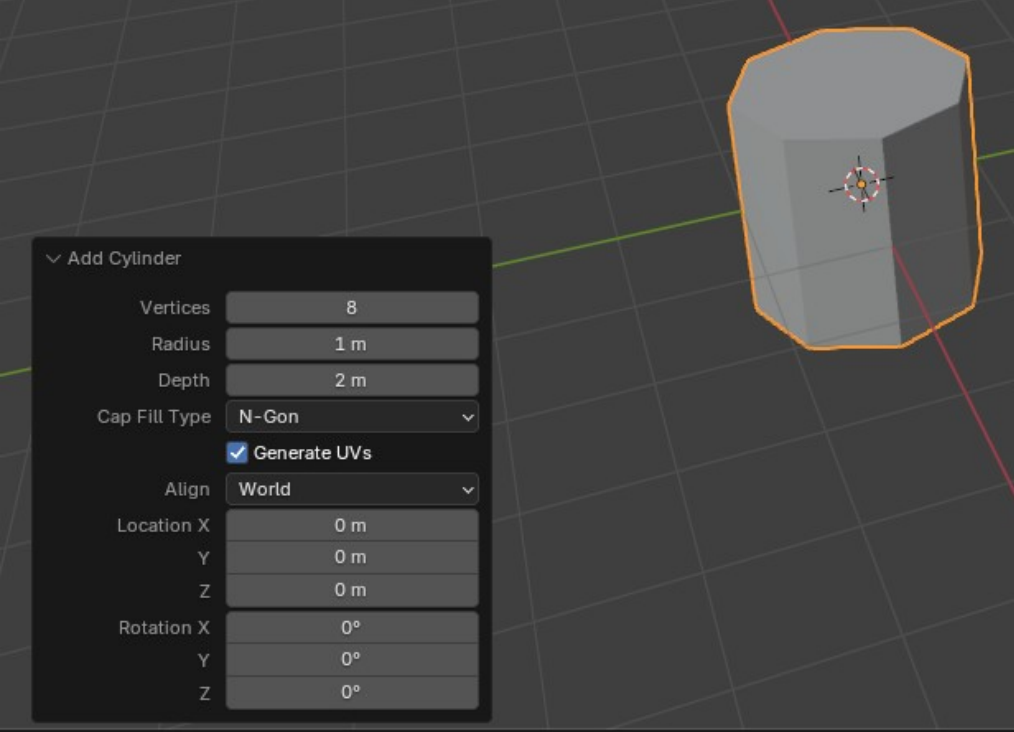 Add Cylinder
Vertices 8
Radius 1 m
Depth 2 m
Cap Fill Type N-Gon
Generate UVs
Align World
Location X 0 m
Y 0 m
Z 0 m
Rotation X 0°
Y 0°
Z 0°